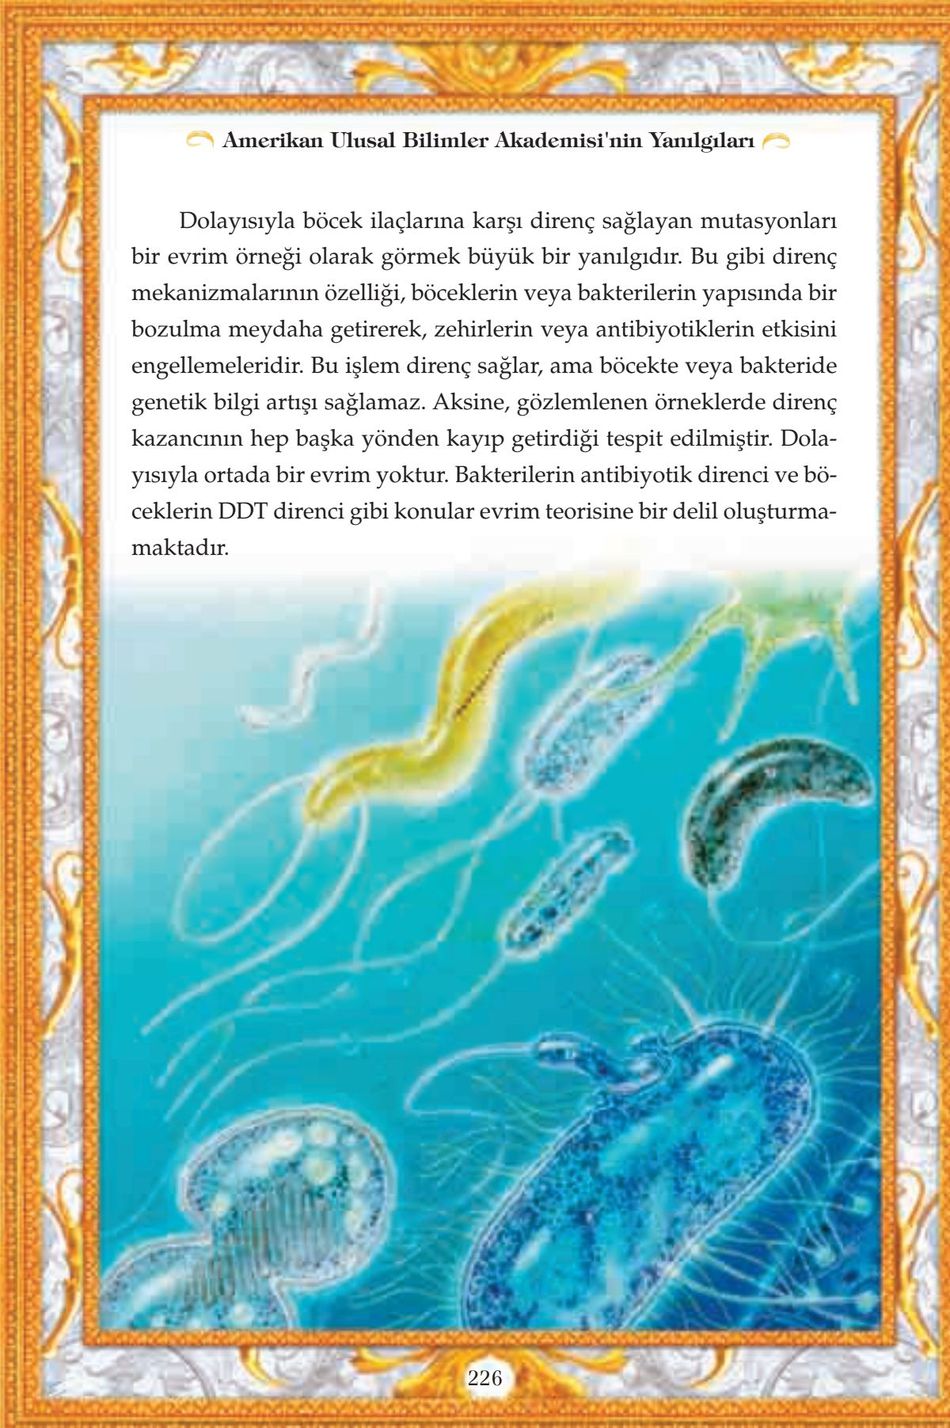 Amerikan Ulusal Bilimler Akademisi'nin Yanılgıları
Dolayısıyla böcek ilaçlarına karşı direnç sağlayan mutasyonları
bir evrim örneği olarak görmek büyük bir yanılgıdır. Bu gibi direnç
mekanizmalarının özelliği, böceklerin veya bakterilerin yapısında bir
bozulma meydaha getirerek, zehirlerin veya antibiyotiklerin etkisini
engellemeleridir. Bu işlem direnç sağlar, ama böcekte veya bakteride
genetik bilgi artışı sağlamaz. Aksine, gözlemlenen örneklerde direnç
kazancının hep başka yönden kayıp getirdiği tespit edilmiştir. Dola-
yısıyla ortada bir evrim yoktur. Bakterilerin antibiyotik direnci ve bö-
ceklerin DDT direnci gibi konular evrim teorisine bir delil oluşturma-
maktadır.
226